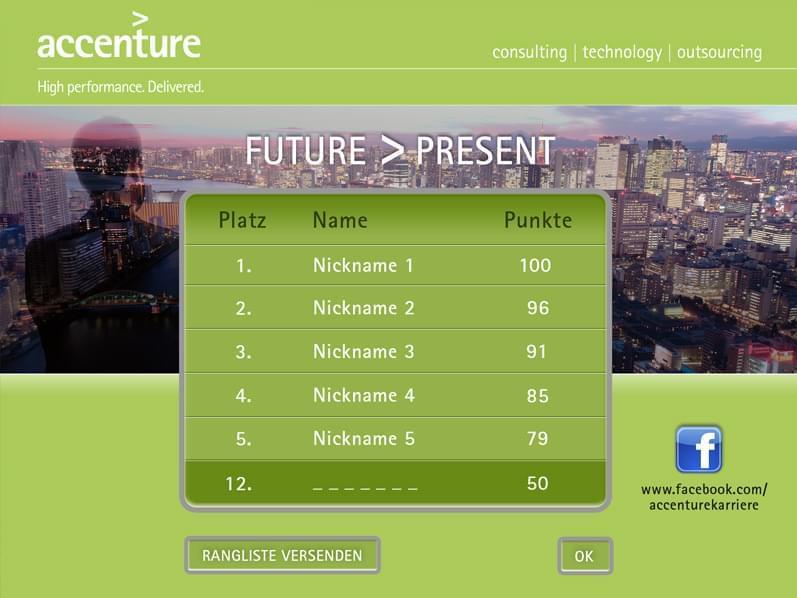 accenture
consulting | technology | outsourcing
High performance. Delivered.
FUTURE > PRESENT
Platz Name Punkte
1. Nickname 1 100
2. Nickname 2 96
3. Nickname 3 91
4. Nickname 4 85
5. Nickname 5 79
12. _ _ _ _ _ _ _ 50
www.facebook.com/
accenturekarriere
RANGLISTE VERSENDEN OK